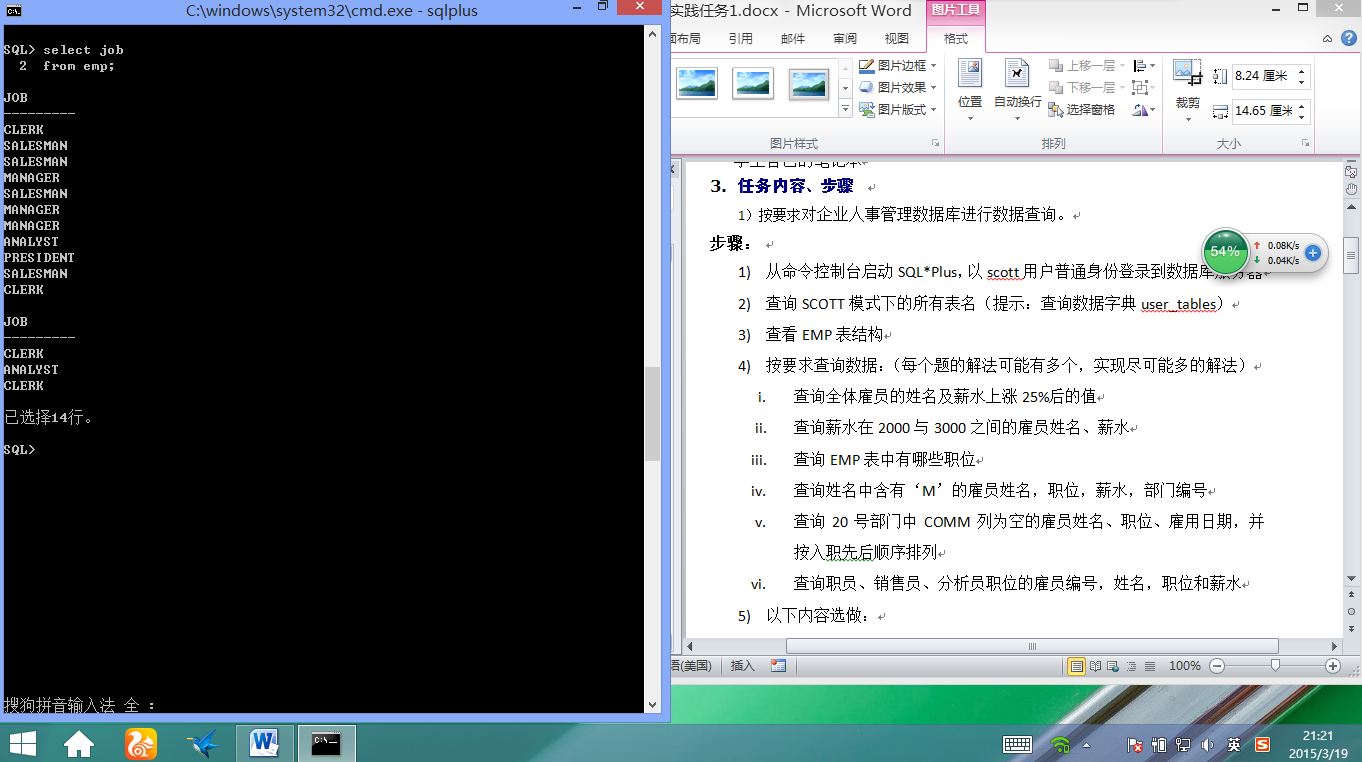 C:\windows\system32\cmd.exe - sqlplus
SQL> select job
2 from emp;
JOB
---------
CLERK
SALESMAN
SALESMAN
MANAGER
SALESMAN
MANAGER
MANAGER
ANALYST
PRESIDENT
SALESMAN
CLERK
JOB
---------
CLERK
ANALYST
CLERK
已选择14行。
SQL>
搜狗拼音输入法 全 :
实践任务1.docx - Microsoft Word
图片工具
面布局 引用 邮件 审阅 视图 格式
图片边框
图片效果
图片版式
图片样式
位置
自动换行
上移一层
下移一层
选择窗格
排列
裁剪
8.24 厘米
14.65 厘米
大小
3. 任务内容、步骤
1）按要求对企业人事管理数据库进行数据查询。
步骤：
1) 从命令控制台启动 SQL*Plus，以 scott 用户普通身份登录到数据库服务器
2) 查询 SCOTT 模式下的所有表名（提示：查询数据字典 user_tables）
3) 查看 EMP 表结构
4) 按要求查询数据：（每个题的解法可能有多个，实现尽可能多的解法）
i. 查询全体雇员的姓名及薪水上涨 25%后的值
ii. 查询薪水在 2000 与 3000 之间的雇员姓名、薪水
iii. 查询 EMP 表中有哪些职位
iv. 查询姓名中含有‘M’的雇员姓名，职位，薪水，部门编号
v. 查询 20 号部门中 COMM 列为空的雇员姓名、职位、雇用日期，并
按入职先后顺序排列
vi. 查询职员、销售员、分析员职位的雇员编号，姓名，职位和薪水
5) 以下内容选做：
54%
0.08K/s
0.04K/s
语(美国) 插入
100%
英
21:21
2015/3/19